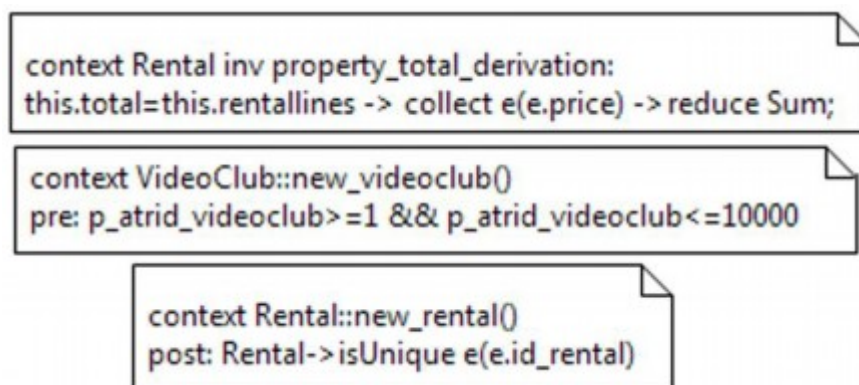 context Rental inv property_total_derivation:
this.total=this.rentallines -> collect e(e.price) -> reduce Sum;
context VideoClub::new_videoclub()
pre: p_atrid_videoclub>=1 && p_atrid_videoclub<=10000
context Rental::new_rental()
post: Rental->isUnique e(e.id_rental)